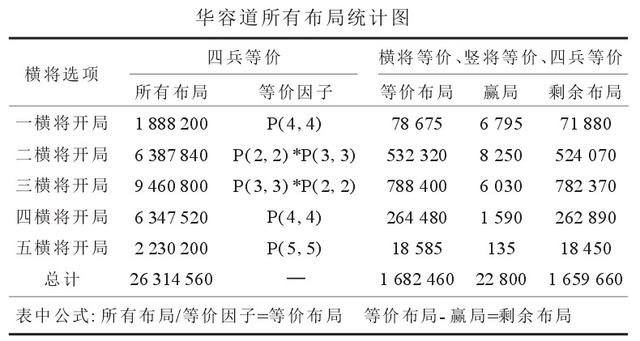 华容道所有布局统计图
横将选项 四兵等价 横将等价、竖将等价、四兵等价
所有布局 等价因子 等价布局 赢局 剩余布局
一横将开局 1 888 200 P(4, 4) 78 675 6 795 71 880
二横将开局 6 387 840 P(2, 2) *P(3, 3) 532 320 8 250 524 070
三横将开局 9 460 800 P(3, 3) *P(2, 2) 788 400 6 030 782 370
四横将开局 6 347 520 P(4, 4) 264 480 1 590 262 890
五横将开局 2 230 200 P(5, 5) 18 585 135 18 450
总计 26 314 560 — 1 682 460 22 800 1 659 660
表中公式: 所有布局/等价因子=等价布局 等价布局-赢局=剩余布局